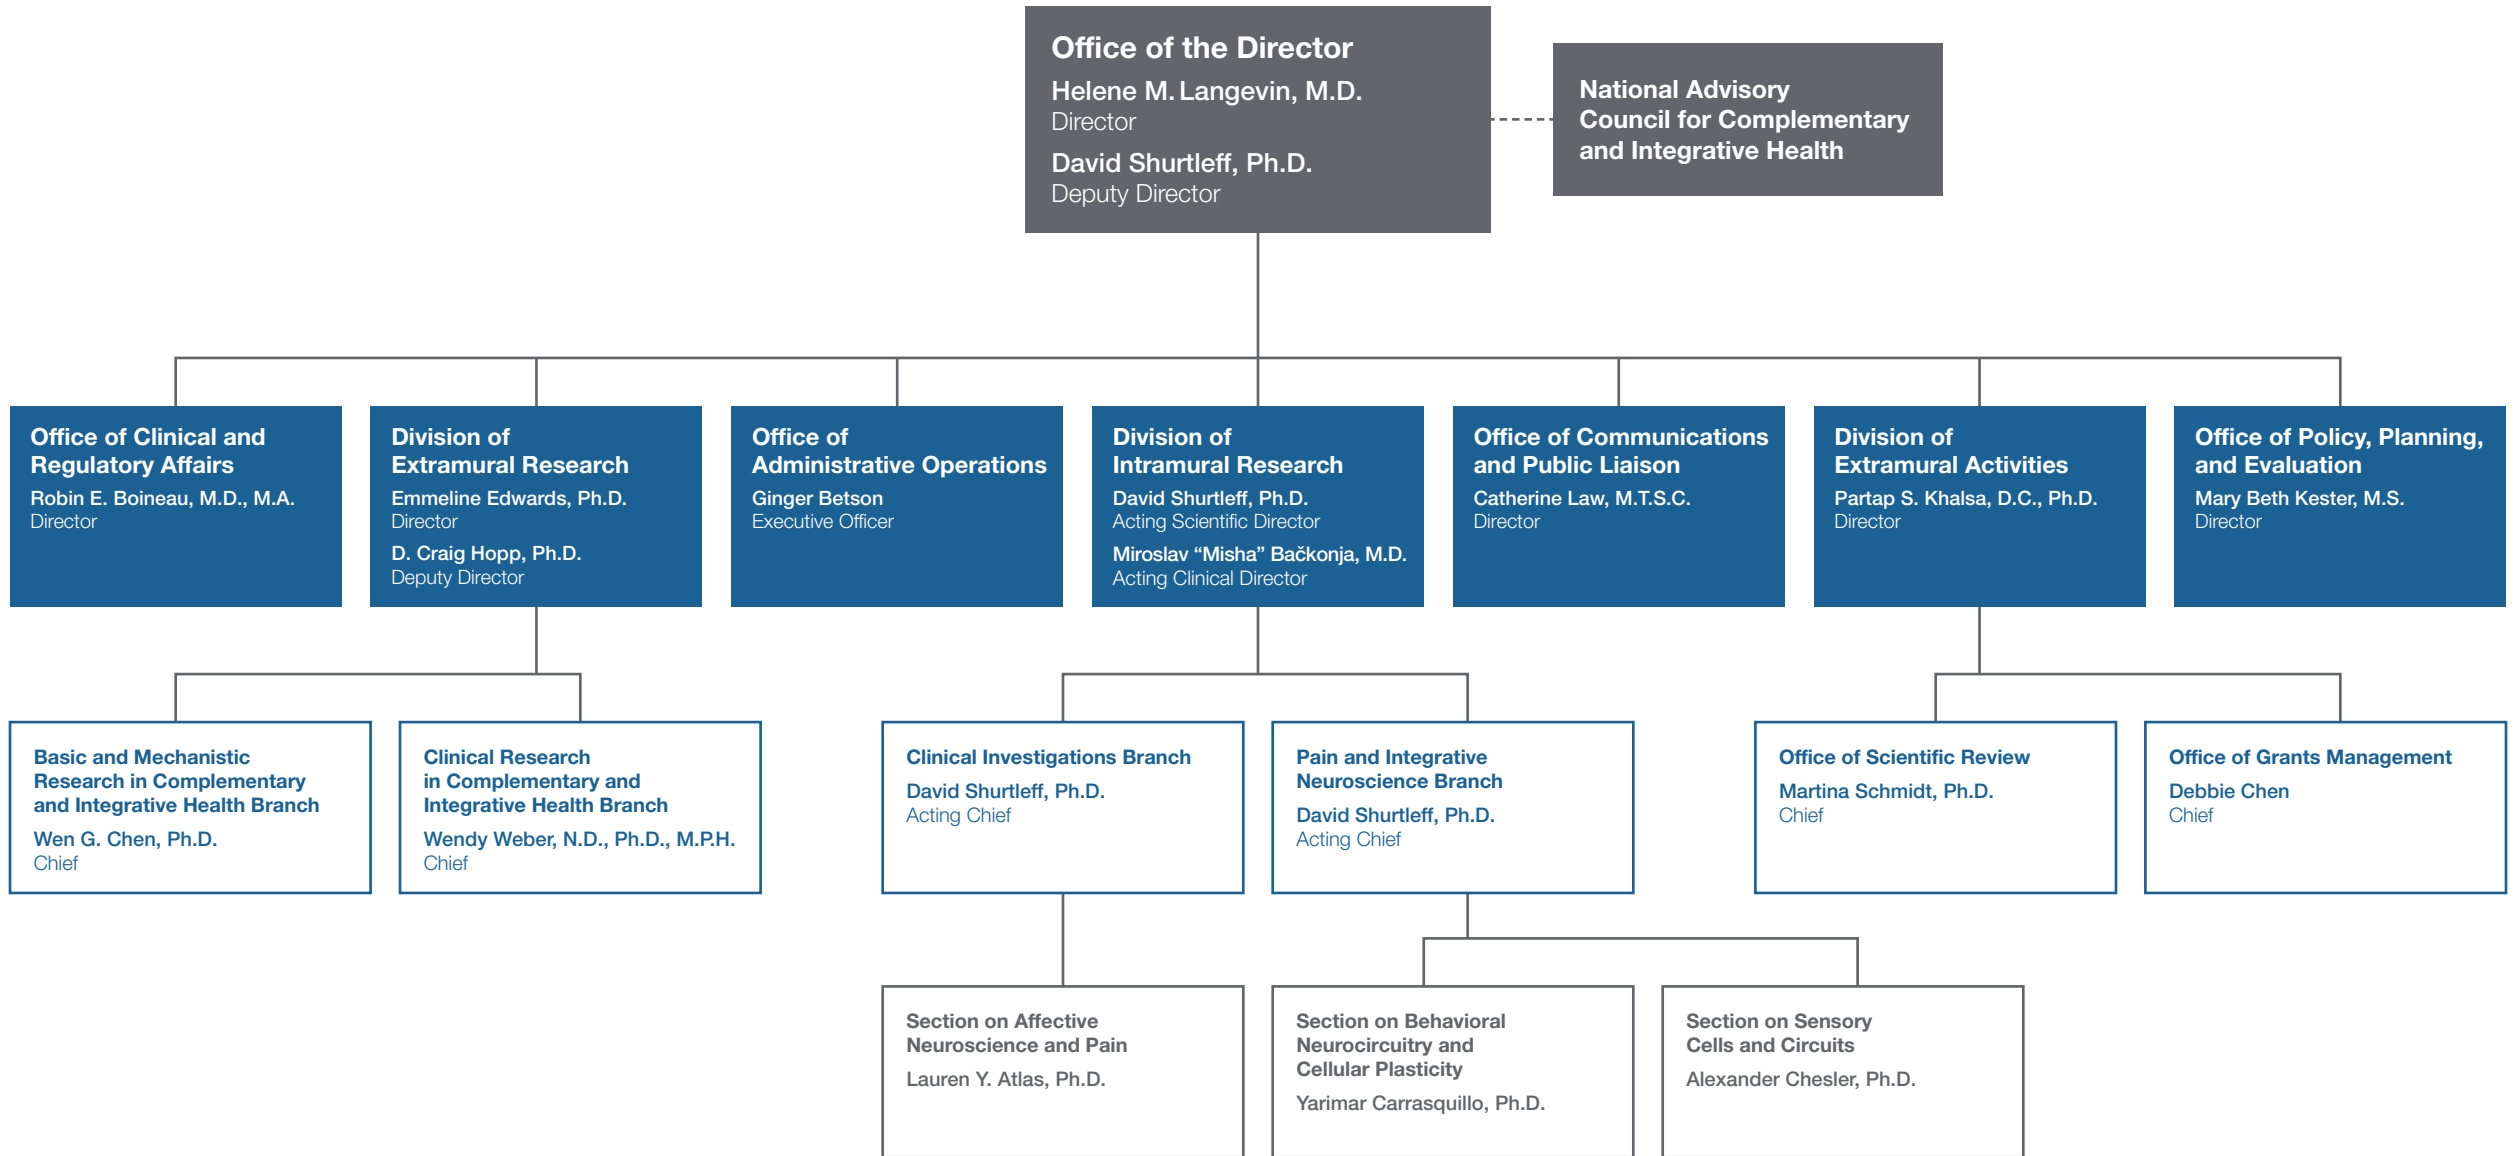 Office of the Director
Helene M. Langevin, M.D.
Director
David Shurtleff, Ph.D.
Deputy Director
National Advisory
Council for Complementary
and Integrative Health
Office of Clinical and
Regulatory Affairs
Robin E. Boineau, M.D., M.A.
Director
Division of
Extramural Research
Emmeline Edwards, Ph.D.
Director
D. Craig Hopp, Ph.D.
Deputy Director
Office of
Administrative Operations
Ginger Betson
Executive Officer
Division of
Intramural Research
David Shurtleff, Ph.D.
Acting Scientific Director
Miroslav “Misha” Bačkonja, M.D.
Acting Clinical Director
Office of Communications
and Public Liaison
Catherine Law, M.T.S.C.
Director
Division of
Extramural Activities
Partap S. Khalsa, D.C., Ph.D.
Director
Office of Policy, Planning,
and Evaluation
Mary Beth Kester, M.S.
Director
Basic and Mechanistic
Research in Complementary
and Integrative Health Branch
Wen G. Chen, Ph.D.
Chief
Clinical Research
in Complementary and
Integrative Health Branch
Wendy Weber, N.D., Ph.D., M.P.H.
Chief
Clinical Investigations Branch
David Shurtleff, Ph.D.
Acting Chief
Pain and Integrative
Neuroscience Branch
David Shurtleff, Ph.D.
Acting Chief
Office of Scientific Review
Martina Schmidt, Ph.D.
Chief
Office of Grants Management
Debbie Chen
Chief
Section on Affective
Neuroscience and Pain
Lauren Y. Atlas, Ph.D.
Section on Behavioral
Neurocircuitry and
Cellular Plasticity
Yarimar Carrasquillo, Ph.D.
Section on Sensory
Cells and Circuits
Alexander Chesler, Ph.D.